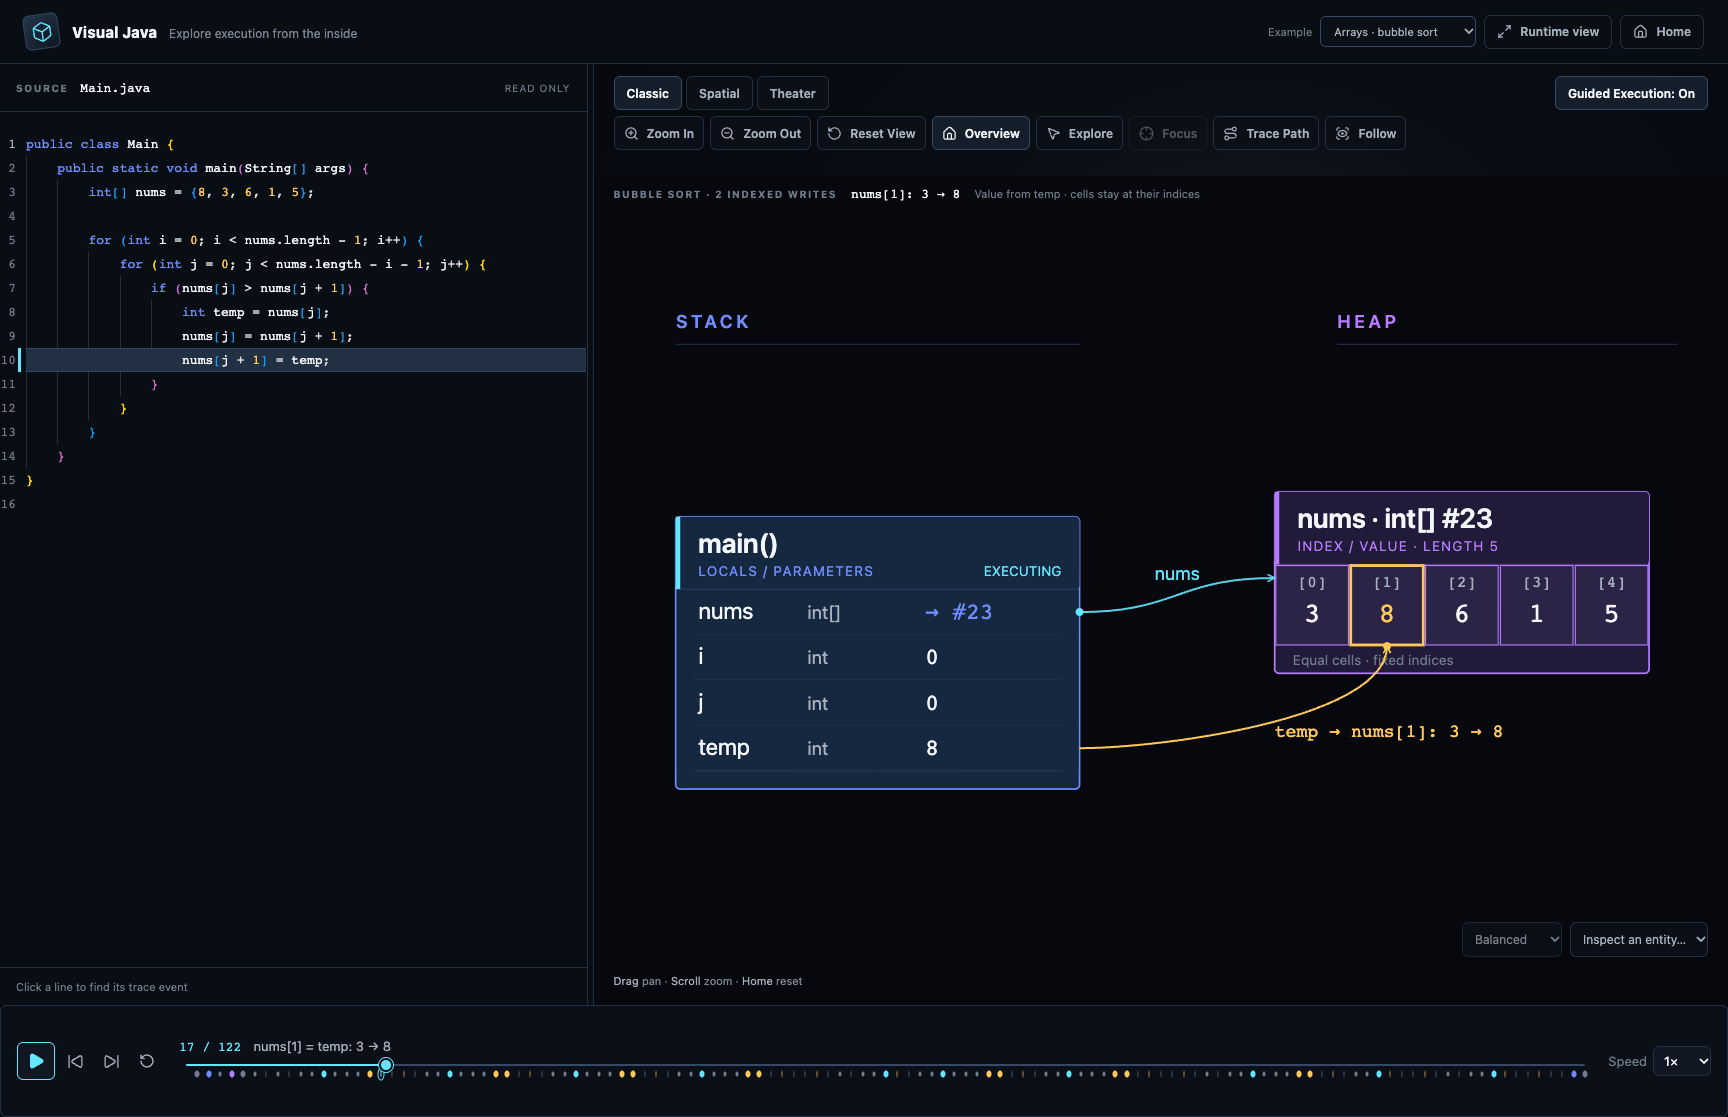 Visual Java Explore execution from the inside
Example Arrays · bubble sort Runtime view Home
SOURCE Main.java READ ONLY
1 public class Main {
2 public static void main(String[] args) {
3 int[] nums = {8, 3, 6, 1, 5};
4
5 for (int i = 0; i < nums.length - 1; i++) {
6 for (int j = 0; j < nums.length - i - 1; j++) {
7 if (nums[j] > nums[j + 1]) {
8 int temp = nums[j];
9 nums[j] = nums[j + 1];
10 nums[j + 1] = temp;
11 }
12 }
13 }
14 }
15 }
16
Click a line to find its trace event
Classic Spatial Theater Guided Execution: On
Zoom In Zoom Out Reset View Overview Explore Focus Trace Path Follow
BUBBLE SORT · 2 INDEXED WRITES nums[1]: 3 → 8 Value from temp · cells stay at their indices
STACK
main()
LOCALS / PARAMETERS EXECUTING
nums int[] → #23
i int 0
j int 0
temp int 8
nums
HEAP
nums · int[] #23
INDEX / VALUE · LENGTH 5
[0] [1] [2] [3] [4]
3 8 6 1 5
Equal cells · fixed indices
temp → nums[1]: 3 → 8
Balanced Inspect an entity...
Drag pan · Scroll zoom · Home reset
17 / 122 nums[1] = temp: 3 → 8
Speed 1×